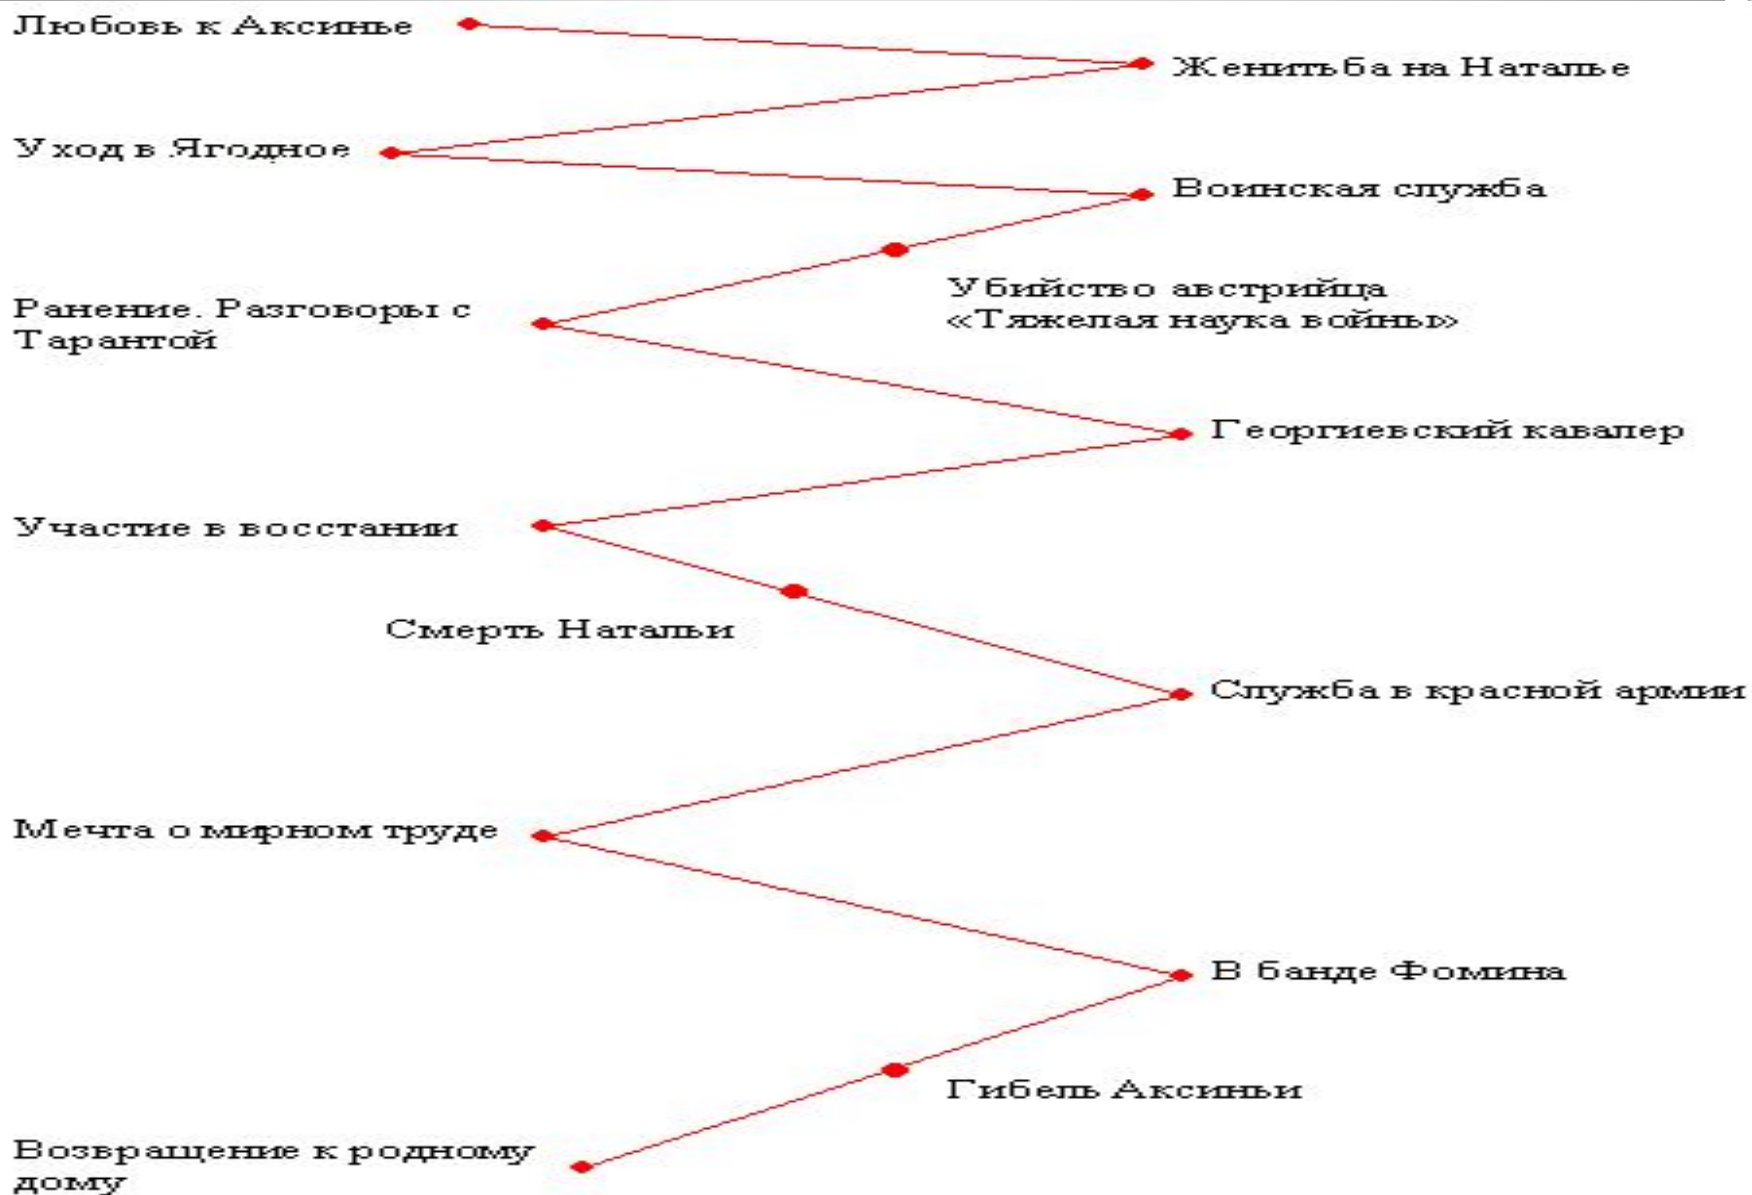 Любовь к Аксинье
Женитьба на Наталье
Уход в Ягодное
Воинская служба
Убийство австрийца
«Тяжелая наука войны»
Ранение. Разговоры с
Тарантой
Георгиевский кавалер
Участие в восстании
Смерть Натальи
Служба в красной армии
Мечта о мирном труде
В банде Фомина
Гибель Аксиньи
Возвращение к родному
дому